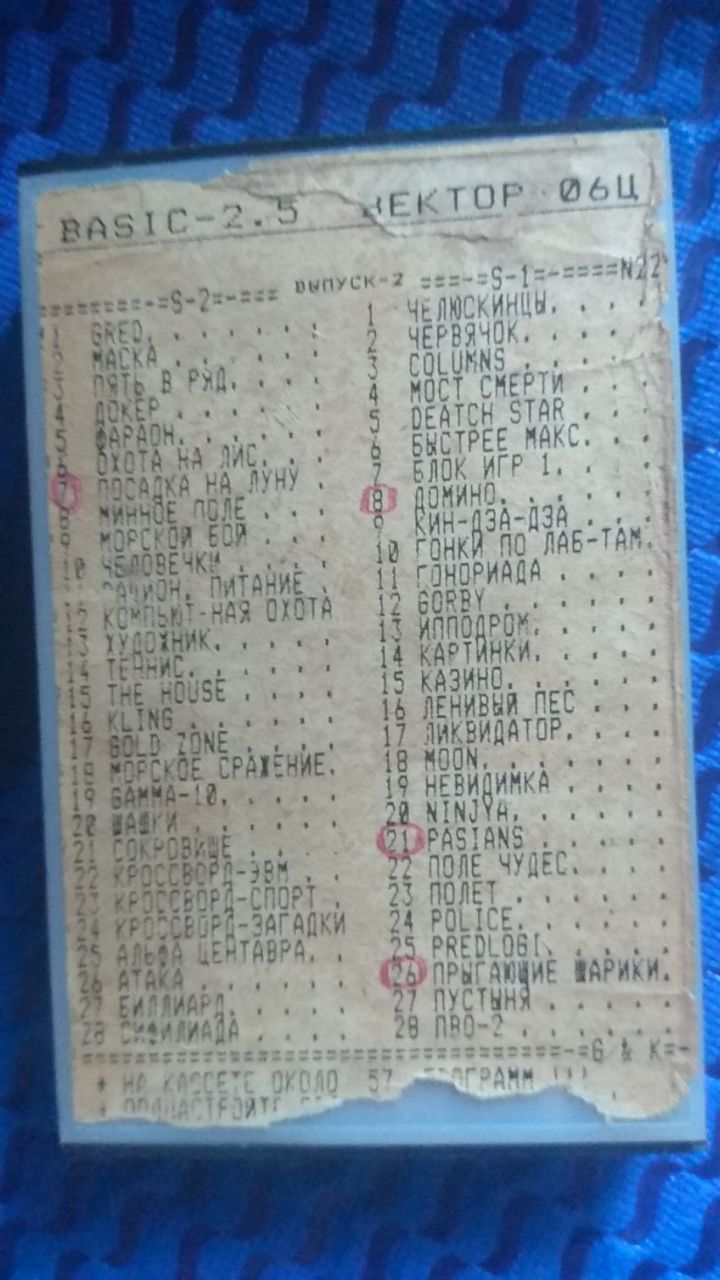 BASIC-2.5 ВЕКТОР 06Ц
=======-=S-2=-=== ВЫПУСК-2 ===-=S-1=-====N22
1 GRED. . . . . . .
2 МАСКА . . . . . .
3 ПЯТЬ В РЯД. . . .
4 ДОКЕР . . . . . .
5 ФАРАОН. . . . . .
6 ОХОТА НА ЛИС. . .
7 ПОСАДКА НА ЛУНУ .
8 МИННОЕ ПОЛЕ . . .
9 МОРСКОЙ БОЙ . . .
10 ЧЕЛОВЕЧКИ . . . .
РАЦИОН. ПИТАНИЕ .
12 КОМПЬЮТ-НАЯ ОХОТА
13 ХУДОЖНИК. . . . .
14 ТЕННИС. . . . . .
15 THE HOUSE . . . .
16 KLING . . . . . .
17 GOLD ZONE . . . .
18 МОРСКОЕ СРАЖЕНИЕ.
19 GAMMA-10. . . . .
20 ШАШКИ . . . . . .
21 СОКРОВИЩЕ . . . .
22 КРОССВОРД-ЭВМ . .
23 КРОССВОРД-СПОРТ .
24 КРОССВОРД-ЗАГАДКИ
25 АЛЬФА ЦЕНТАВРА. .
26 АТАКА . . . . . .
27 БИЛЛИАРД. . . . .
28 СИФИЛИАДА . . . .
1 ЧЕЛЮСКИНЦЫ. . . .
2 ЧЕРВЯЧОК. . . . .
3 COLUMNS . . . . .
4 МОСТ СМЕРТИ . . .
5 DEATCH STAR . . .
6 БЫСТРЕЕ МАКС. . .
7 БЛОК ИГР 1. . . .
8 ДОМИНО. . . . . .
9 КИН-ДЗА-ДЗА . . .
10 ГОНКИ ПО ЛАБ-ТАМ.
11 ГОНОРИАДА . . . .
12 GORBY . . . . . .
13 ИППОДРОМ. . . . .
14 КАРТИНКИ. . . . .
15 КАЗИНО. . . . . .
16 ЛЕНИВЫЙ ПЕС . . .
17 ЛИКВИДАТОР. . . .
18 MOON. . . . . . .
19 НЕВИДИМКА . . . .
20 NINJYA. . . . . .
21 PASIANS . . . . .
22 ПОЛЕ ЧУДЕС. . . .
23 ПОЛЕТ . . . . . .
24 POLICE. . . . . .
25 PREDLOGI. . . . .
26 ПРЫГАЮЩИЕ ШАРИКИ.
27 ПУСТЫНЯ . . . . .
28 ПВО-2 . . . . . .
==================================-=G & K=-
* НА КАССЕТЕ ОКОЛО 57 ПРОГРАММ !!!
* ПОДНАСТРОЙТЕ